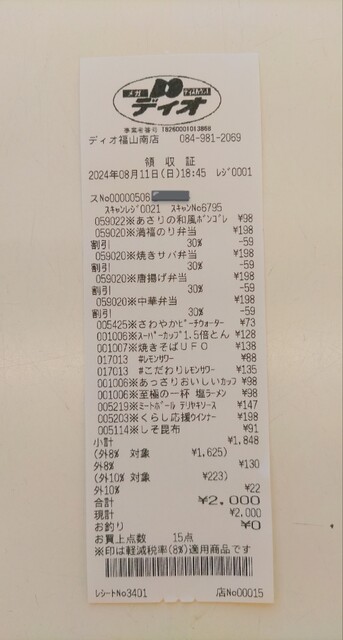 メガ ディスカウント
ディオ
事業者番号 T8260001013868
ディオ福山南店 084-981-2069
領収証
2024年08月11日(日)18:45 レジ0001
スNo00000506
スキャンレジ0021 スキャンNo6795
059022※あさりの和風ボンゴレ ¥98
059020※満福のり弁当 ¥198
割引 30% -59
059020※焼きサバ弁当 ¥198
割引 30% -59
059020※唐揚げ弁当 ¥198
割引 30% -59
059020※中華弁当 ¥198
割引 30% -59
005425※さわやかピーチウォーター ¥73
001006※スーパーカップ1.5倍とん ¥128
001007※焼きそばUFO ¥138
017013 #レモンサワー ¥88
017013 #こだわりレモンサワー ¥135
001006※あっさりおいしいカップ ¥98
001006※至極の一杯 塩ラーメン ¥98
005219※ミートボール テリヤキソース ¥147
005203※くらし応援ウインナー ¥198
005114※しそ昆布 ¥91
小計 ¥1,848
(外8% 対象 ¥1,625)
外8% ¥130
(外10% 対象 ¥223)
外10% ¥22
合計 ¥2,000
現計 ¥2,000
お釣り ¥0
お買上点数 15点
※印は軽減税率(8%)適用商品です
レシートNo3401 店No00015